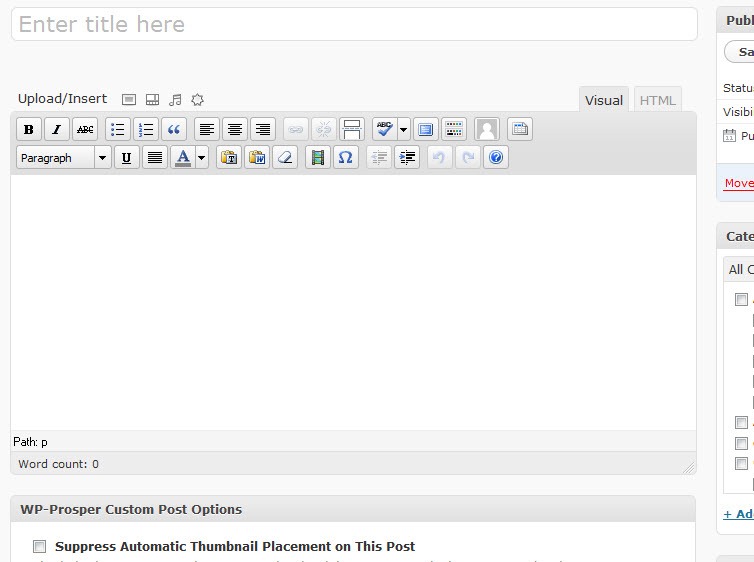 Enter title here
Publ
Sa
Upload/Insert
Visual
HTML
Statu
Visibi
Pu
B I ABC
ABC
Paragraph
U
A
T
W
Ω
?
Move
Cate
All C
Path: p
Word count: 0
+ Ad
WP-Prosper Custom Post Options
Suppress Automatic Thumbnail Placement on This Post